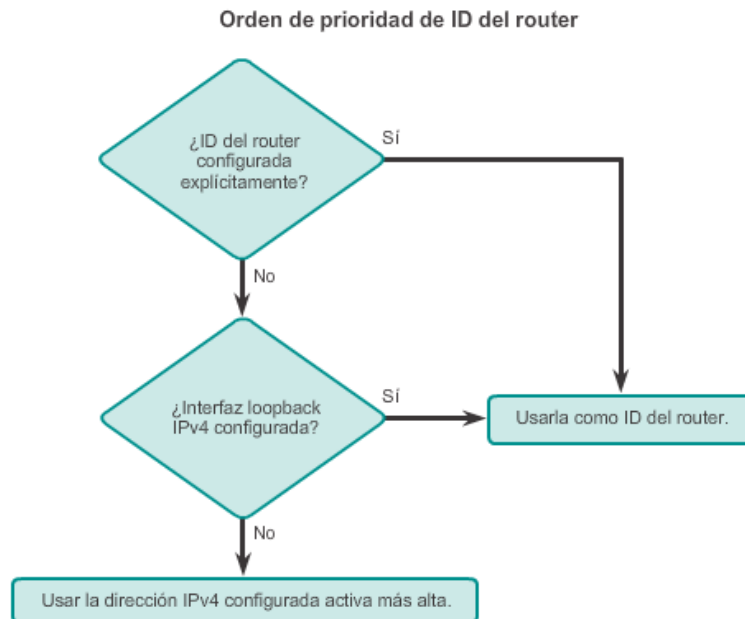 Orden de prioridad de ID del router
¿ID del router
configurada
explícitamente?
Sí
No
¿Interfaz loopback
IPv4 configurada?
Sí
Usarla como ID del router.
No
Usar la dirección IPv4 configurada activa más alta.